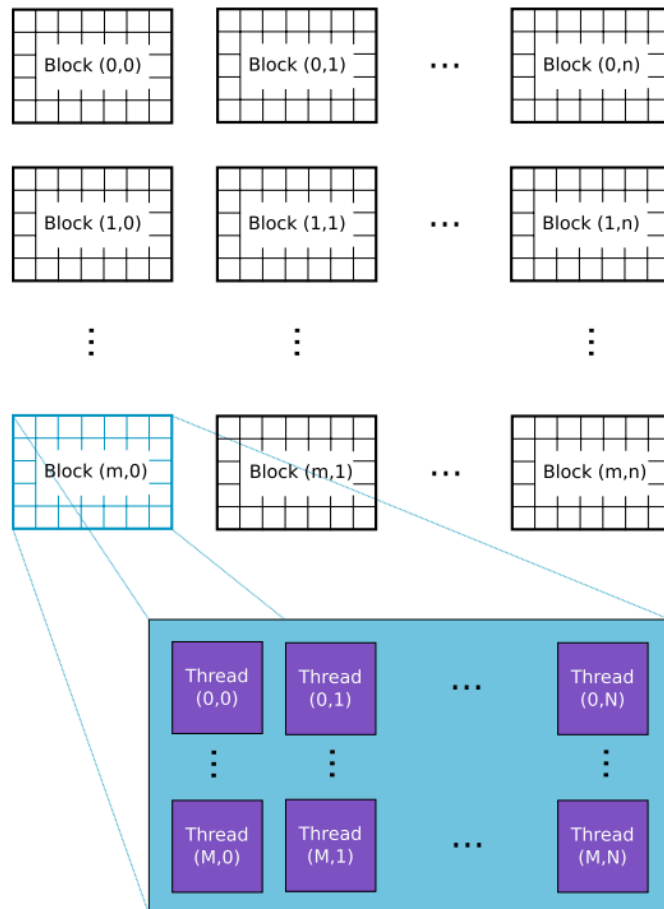 Block (0,0) Block (0,1) ... Block (0,n)
Block (1,0) Block (1,1) ... Block (1,n)
⋮ ⋮ ⋮
Block (m,0) Block (m,1) ... Block (m,n)
Thread Thread Thread
(0,0) (0,1) ... (0,N)
⋮ ⋮ ⋮
Thread Thread Thread
(M,0) (M,1) ... (M,N)